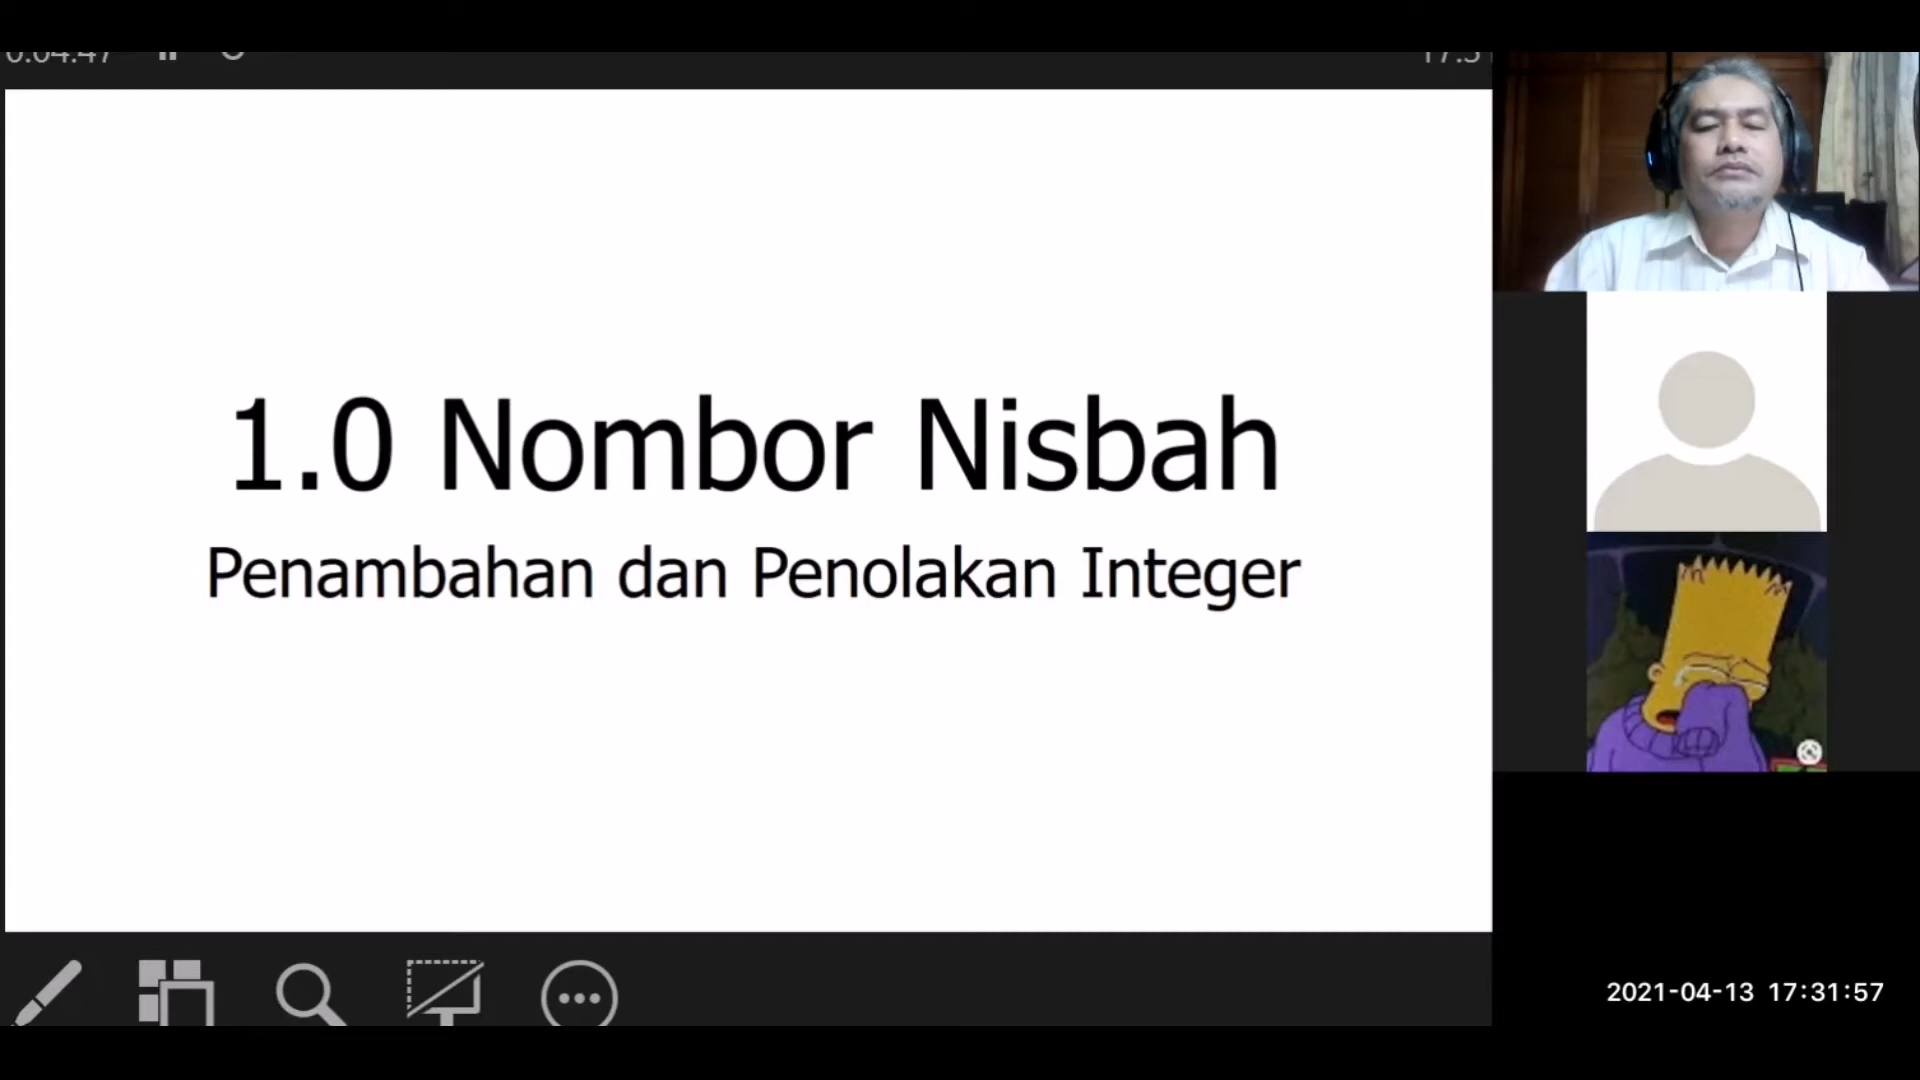 1.0 Nombor Nisbah
Penambahan dan Penolakan Integer
2021-04-13 17:31:57